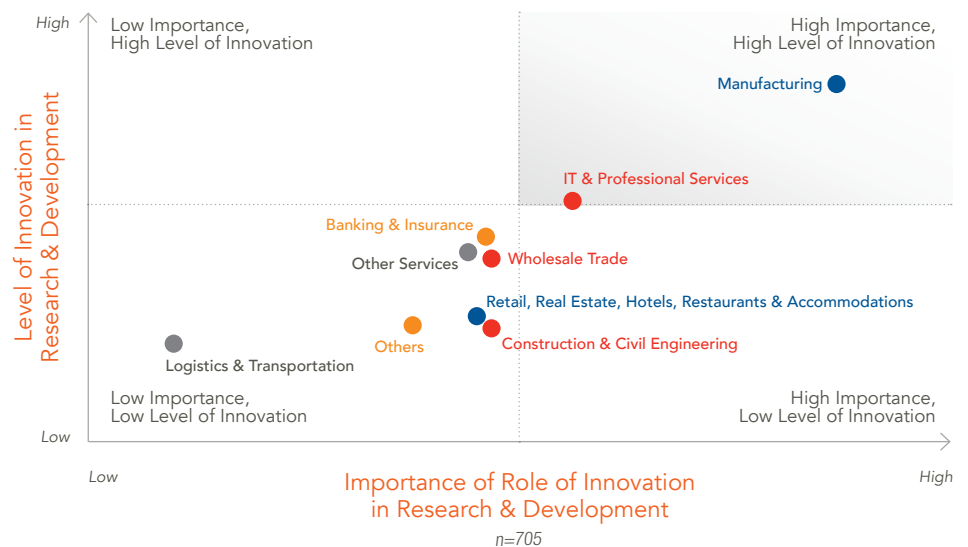 High
Low Importance,
High Level of Innovation
High Importance,
High Level of Innovation
Manufacturing
Level of Innovation in
Research & Development
IT & Professional Services
Banking & Insurance
Other Services
Wholesale Trade
Retail, Real Estate, Hotels, Restaurants & Accommodations
Others
Construction & Civil Engineering
Logistics & Transportation
Low Importance,
Low Level of Innovation
High Importance,
Low Level of Innovation
Low
Low
High
Importance of Role of Innovation
in Research & Development
n=705